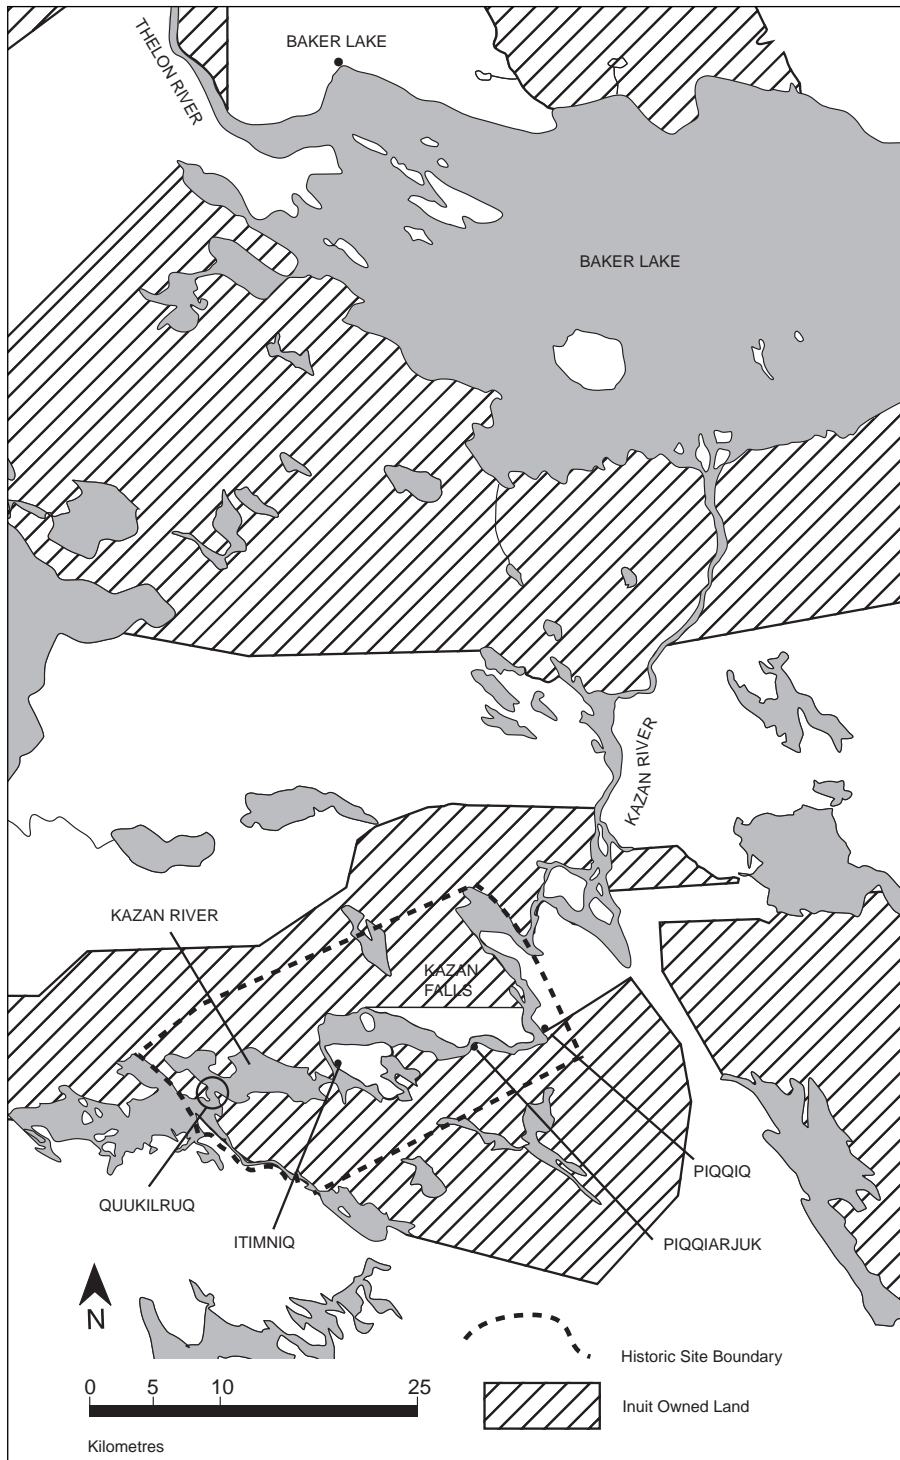 THELON RIVER
BAKER LAKE
BAKER LAKE
KAZAN RIVER
KAZAN RIVER
KAZAN
FALLS
PIQQIQ
QUUKILRUQ
ITIMNIQ
PIQQIARJUK
N
Historic Site Boundary
0 5 10 25
Inuit Owned Land
Kilometres